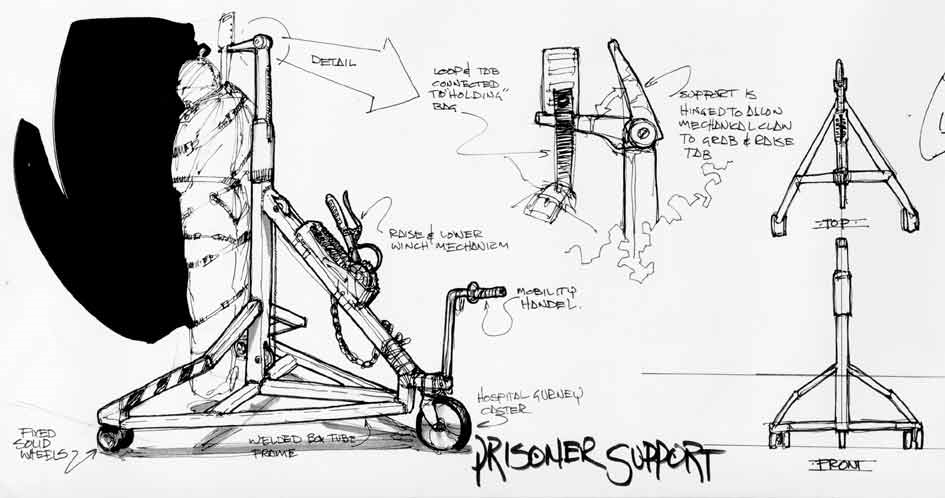 DETAIL
LOOP & TAB
CONNECTED
TO "HOLDING"
BAG
SUPPORT IS
HINGED TO ALLOW
MECHANICAL CLAW
TO GRAB & RAISE
TAB
RAISE & LOWER
WINCH MECHANIZM
MOBILITY
HANDEL.
HOSPITAL GURNEY
CASTER
WELDED BOX TUBE
FRAME
FIXED
SOLID
WHEELS
PRISONER SUPPORT
TOP
FRONT